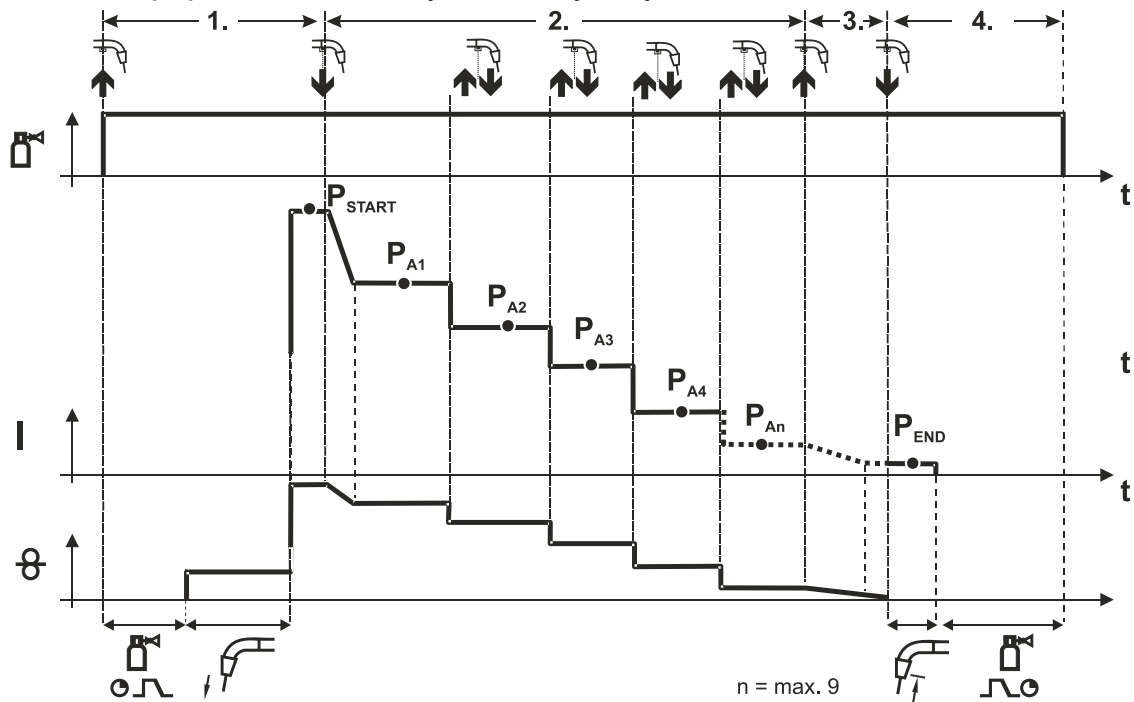 1. 2. 3. 4.
t
P START
P A1
P A2
P A3
t
P A4
P An
P END
I
t
n = max. 9